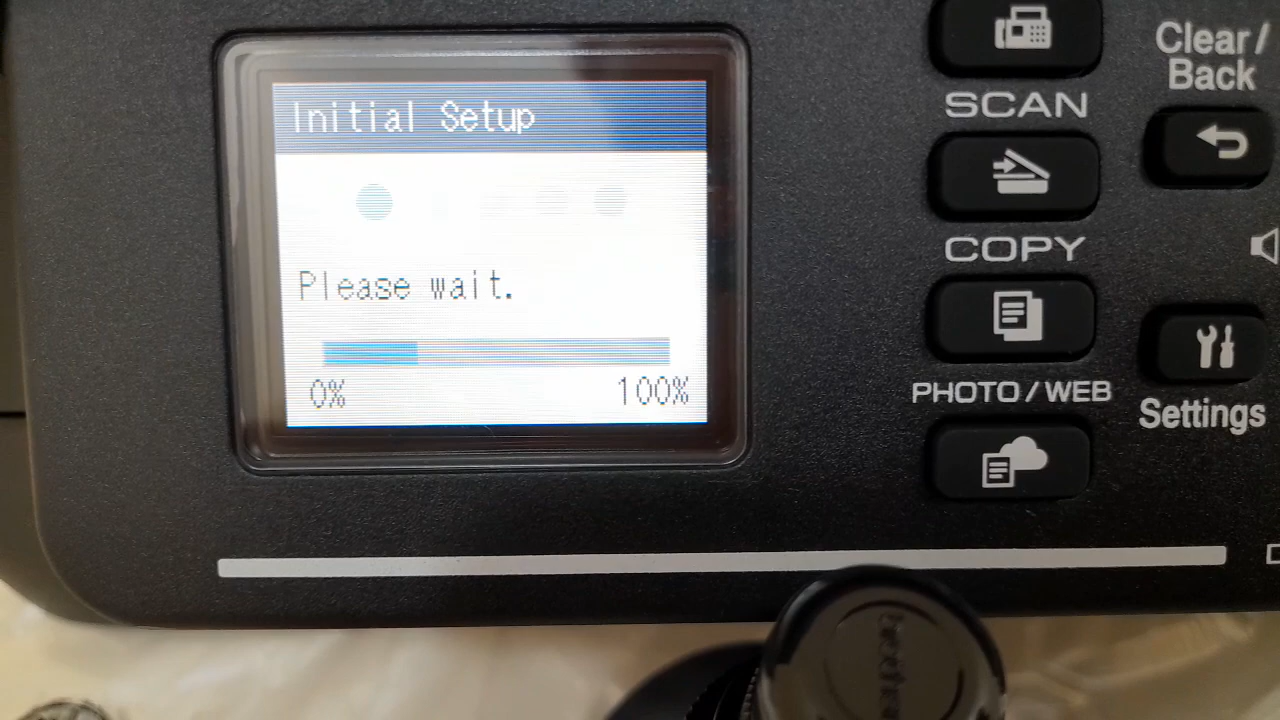 Initial Setup
Please wait.
0% 100%
SCAN
COPY
PHOTO / WEB
Clear /
Back
Settings